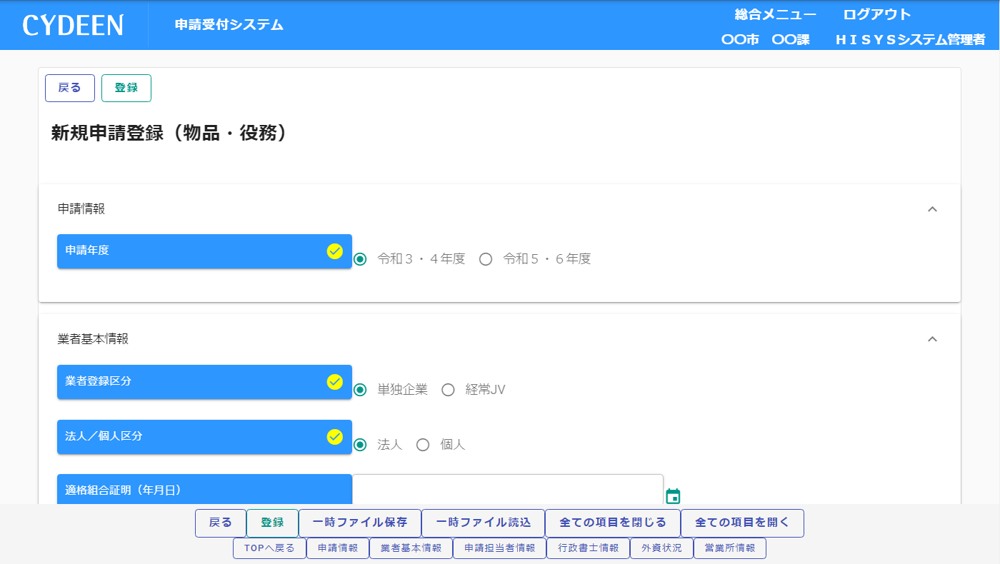 CYDEEN 申請受付システム 総合メニュー ログアウト
〇〇市 〇〇課 ＨＩＳＹＳシステム管理者
戻る 登録
新規申請登録（物品・役務）
申請情報
申請年度 令和３・４年度 令和５・６年度
業者基本情報
業者登録区分 単独企業 経常JV
法人／個人区分 法人 個人
適格組合証明（年月日）
戻る 登録 一時ファイル保存 一時ファイル読込 全ての項目を閉じる 全ての項目を開く
TOPへ戻る 申請情報 業者基本情報 申請担当者情報 行政書士情報 外資状況 営業所情報